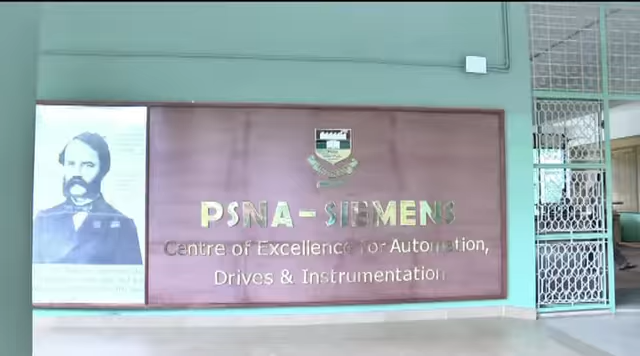 PSNA - SIEMENS
Centre of Excellence for Automation,
Drives & Instrumentation